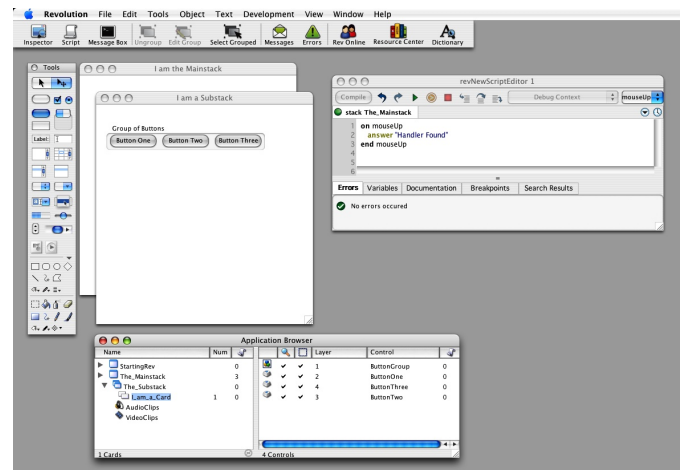 Revolution File Edit Tools Object Text Development View Window Help
Inspector Script Message Box Ungroup Edit Group Select Grouped Messages Errors Rev Online Resource Center Dictionary
Tools
Label:
I am the Mainstack
I am a Substack
Group of Buttons
Button One Button Two Button Three
revNewScriptEditor 1
Compile Debug Context mouseUp
stack The_Mainstack
1 on mouseUp
2 answer "Handler Found"
3 end mouseUp
4
5
6
Errors Variables Documentation Breakpoints Search Results
No errors occured
Application Browser
Name Num Layer Control
StartingRev 0 1 ButtonGroup 0
The_Mainstack 3 2 ButtonOne 0
The_Substack 0 4 ButtonThree 0
I_am_a_Card 1 0 3 ButtonTwo 0
AudioClips
VideoClips
1 Cards 4 Controls